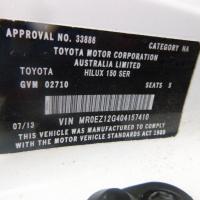 APPROVAL NO. 33886
CATEGORY NA
TOYOTA MOTOR CORPORATION
AUSTRALIA LIMITED
TOYOTA HILUX 150 SER
GVM 02710 SEATS 5
07/13 VIN MR0EZ12G404157410
THIS VEHICLE WAS MANUFACTURED TO COMPLY
WITH THE MOTOR VEHICLE STANDARDS ACT 1989